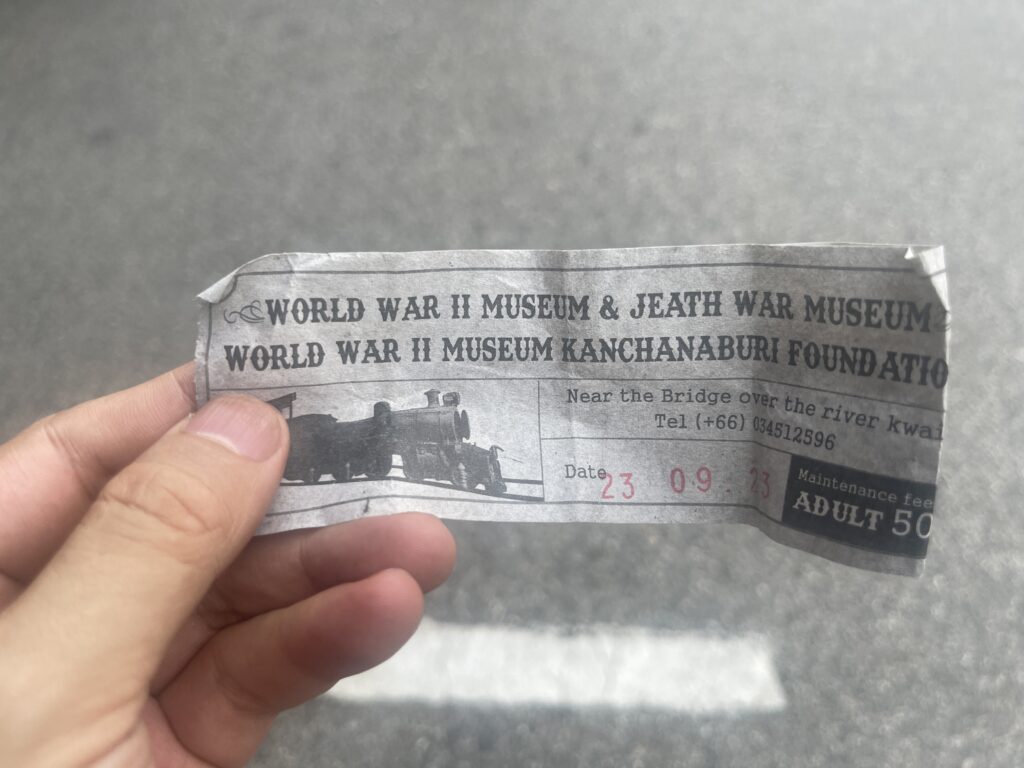 WORLD WAR II MUSEUM & JEATH WAR MUSEUM
WORLD WAR II MUSEUM KANCHANABURI FOUNDATIO
Near the Bridge over the river kwai
Tel (+66) 034512596
Date 23 09 . 23
Maintenance fee
ADULT 50